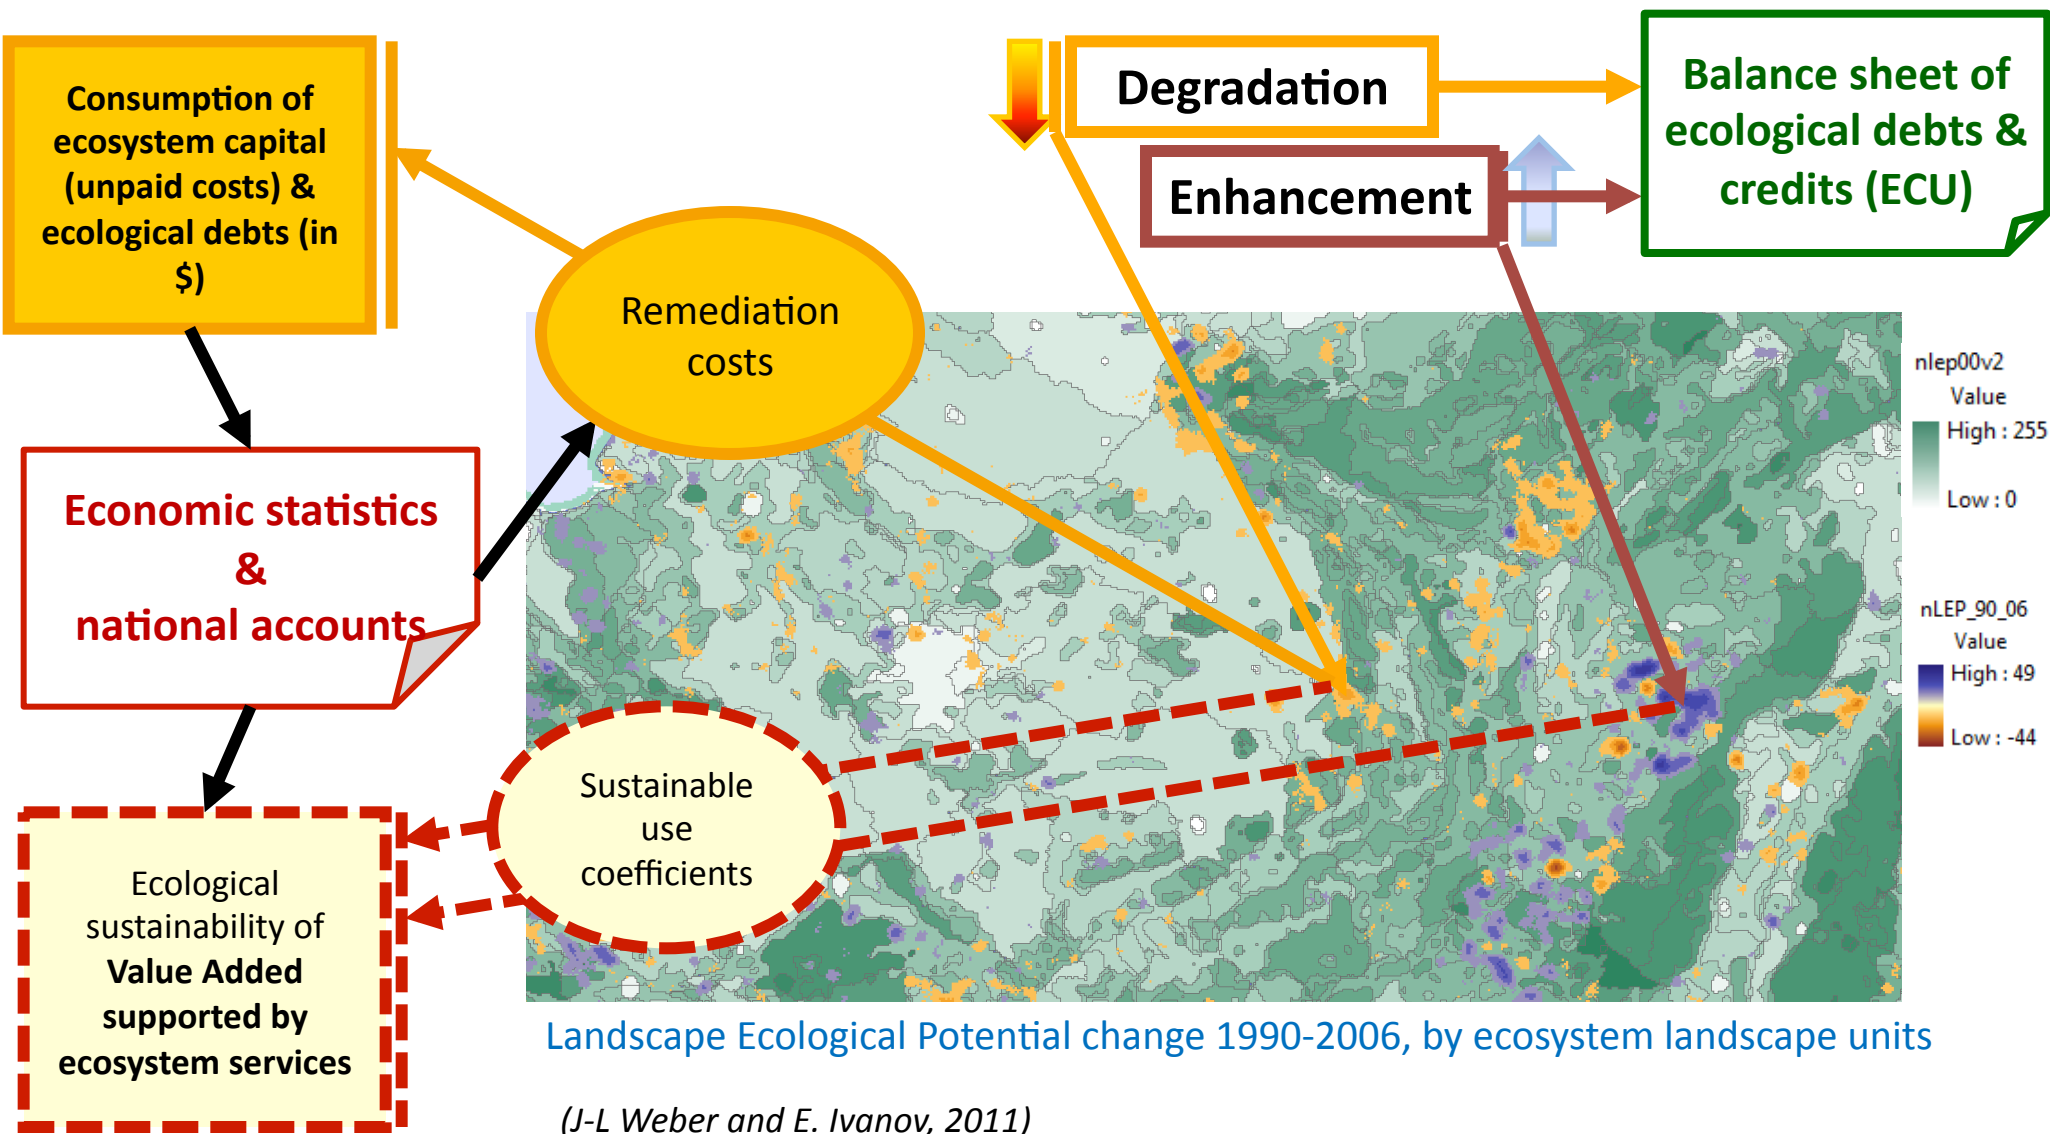 Consumption of
ecosystem capital
(unpaid costs) &
ecological debts (in
$)
Degradation
Enhancement
Balance sheet of
ecological debts &
credits (ECU)
Remediation
costs
nlep00v2
Value
High : 255
Low : 0
Economic statistics
&
national accounts
nLEP_90_06
Value
High : 49
Low : -44
Sustainable
use
coefficients
Ecological
sustainability of
Value Added
supported by
ecosystem services
Landscape Ecological Potential change 1990-2006, by ecosystem landscape units
(J-L Weber and E. Ivanov, 2011)